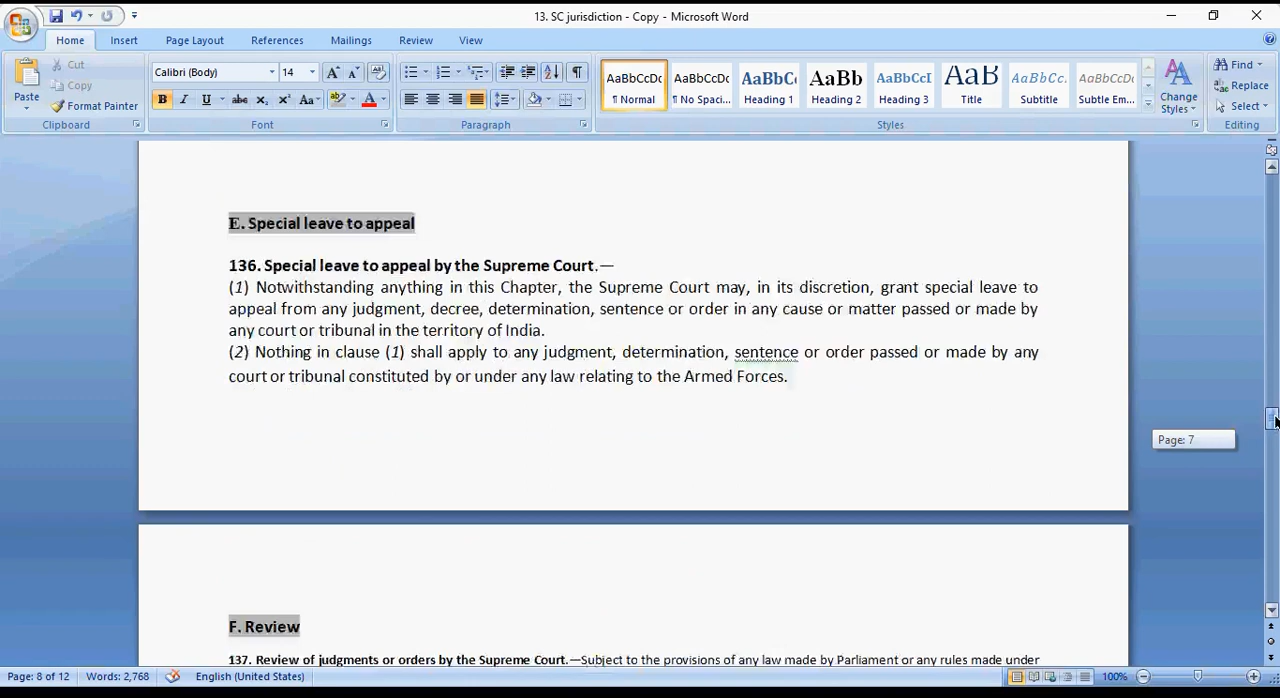 13. SC jurisdiction - Copy - Microsoft Word
Home Insert Page Layout References Mailings Review View
Paste Cut Copy Format Painter
Calibri (Body) 14
AaBbCcDc AaBbCcDc AaBbC AaBb AaBbCcI AaB AaBbCc. AaBbCcDc
¶ Normal ¶ No Spaci... Heading 1 Heading 2 Heading 3 Title Subtitle Subtle Em...
Change Styles
Find
Replace
Select
Clipboard Font Paragraph Styles Editing
E. Special leave to appeal
136. Special leave to appeal by the Supreme Court.—
(1) Notwithstanding anything in this Chapter, the Supreme Court may, in its discretion, grant special leave to
appeal from any judgment, decree, determination, sentence or order in any cause or matter passed or made by
any court or tribunal in the territory of India.
(2) Nothing in clause (1) shall apply to any judgment, determination, sentence or order passed or made by any
court or tribunal constituted by or under any law relating to the Armed Forces.
Page: 7
F. Review
137. Review of judgments or orders by the Supreme Court.—Subject to the provisions of any law made by Parliament or any rules made under
Page: 8 of 12 Words: 2,768 English (United States) 100%